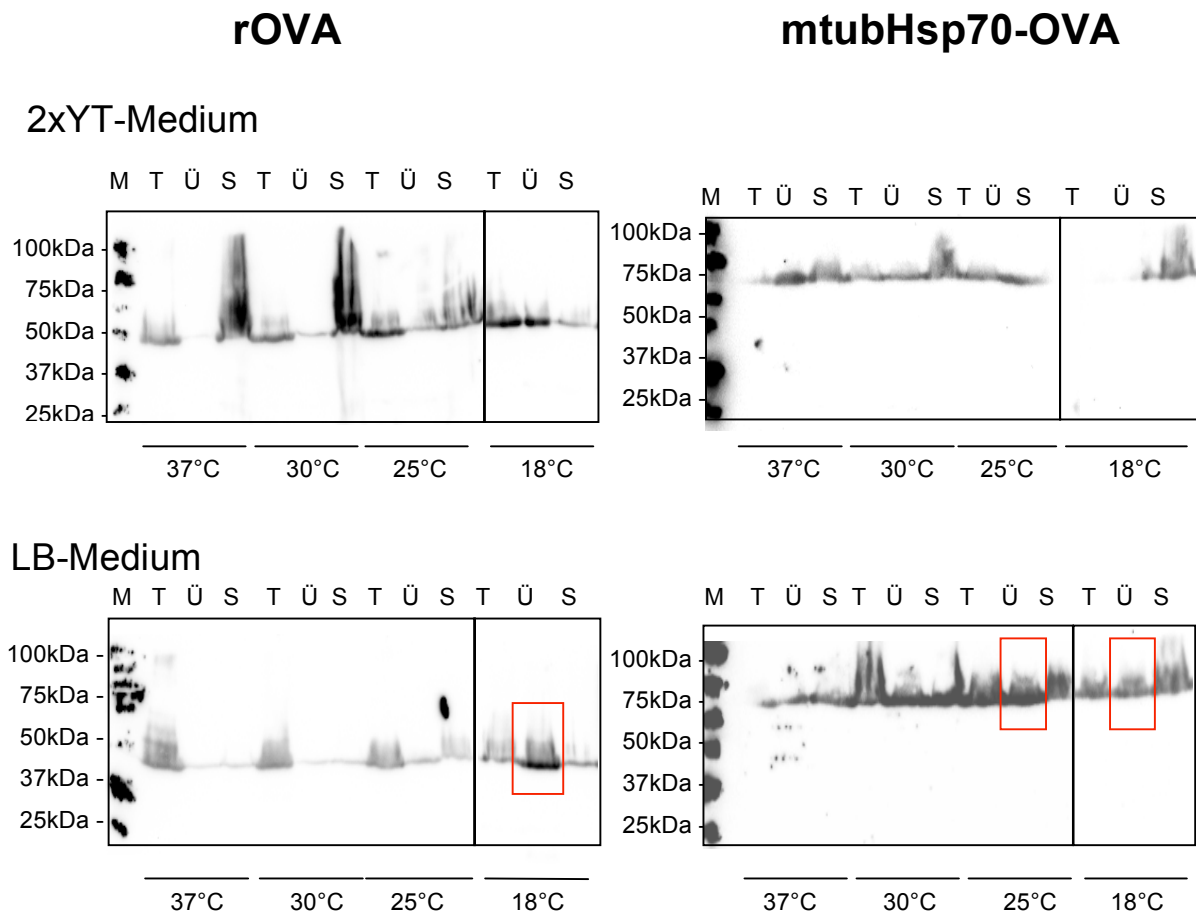 rOVA
mtubHsp70-OVA
2xYT-Medium
M T Ü S T Ü S T Ü S T Ü S
100kDa -
75kDa -
50kDa -
37kDa -
25kDa -
37°C 30°C 25°C 18°C
M T Ü S T Ü S T Ü S T Ü S
100kDa -
75kDa -
50kDa -
37kDa -
25kDa -
37°C 30°C 25°C 18°C
LB-Medium
M T Ü S T Ü S T Ü S T Ü S
100kDa -
75kDa -
50kDa -
37kDa -
25kDa -
37°C 30°C 25°C 18°C
M T Ü S T Ü S T Ü S T Ü S
100kDa -
75kDa -
50kDa -
37kDa -
25kDa -
37°C 30°C 25°C 18°C